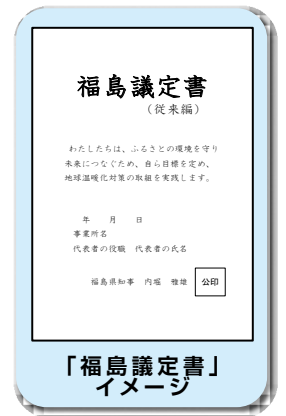 福島議定書
（従来編）
わたしたちは、ふるさとの環境を守り
未来につなぐため、自ら目標を定め、
地球温暖化対策の取組を実践します。
年　月　日
事業所名
代表者の役職　代表者の氏名
福島県知事　内堀　雅雄　公印
「福島議定書」
イメージ